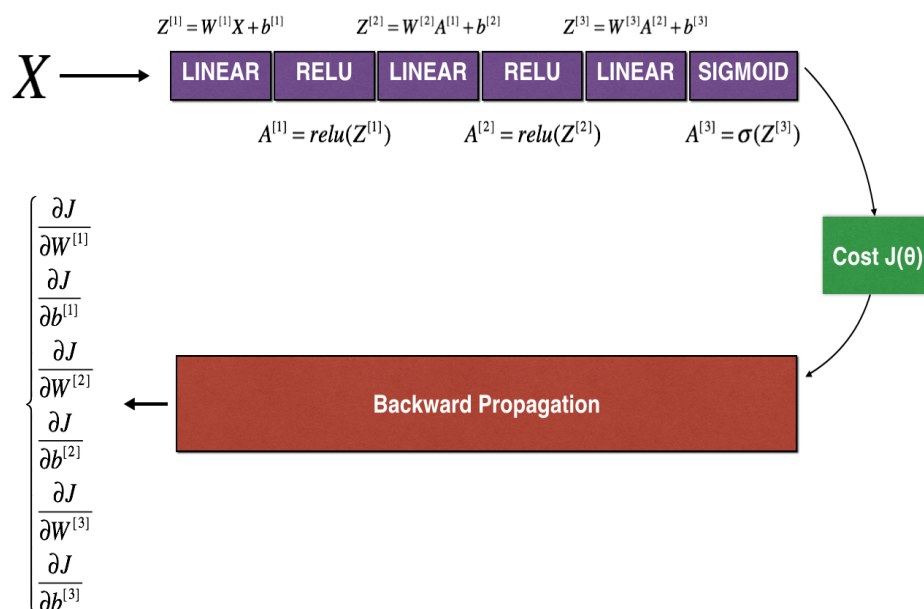 Z^[1] = W^[1]X + b^[1]
Z^[2] = W^[2]A^[1] + b^[2]
Z^[3] = W^[3]A^[2] + b^[3]
X
LINEAR
RELU
LINEAR
RELU
LINEAR
SIGMOID
A^[1] = relu(Z^[1])
A^[2] = relu(Z^[2])
A^[3] = σ(Z^[3])
Cost J(θ)
Backward Propagation
∂J
∂W^[1]
∂J
∂b^[1]
∂J
∂W^[2]
∂J
∂b^[2]
∂J
∂W^[3]
∂J
∂b^[3]